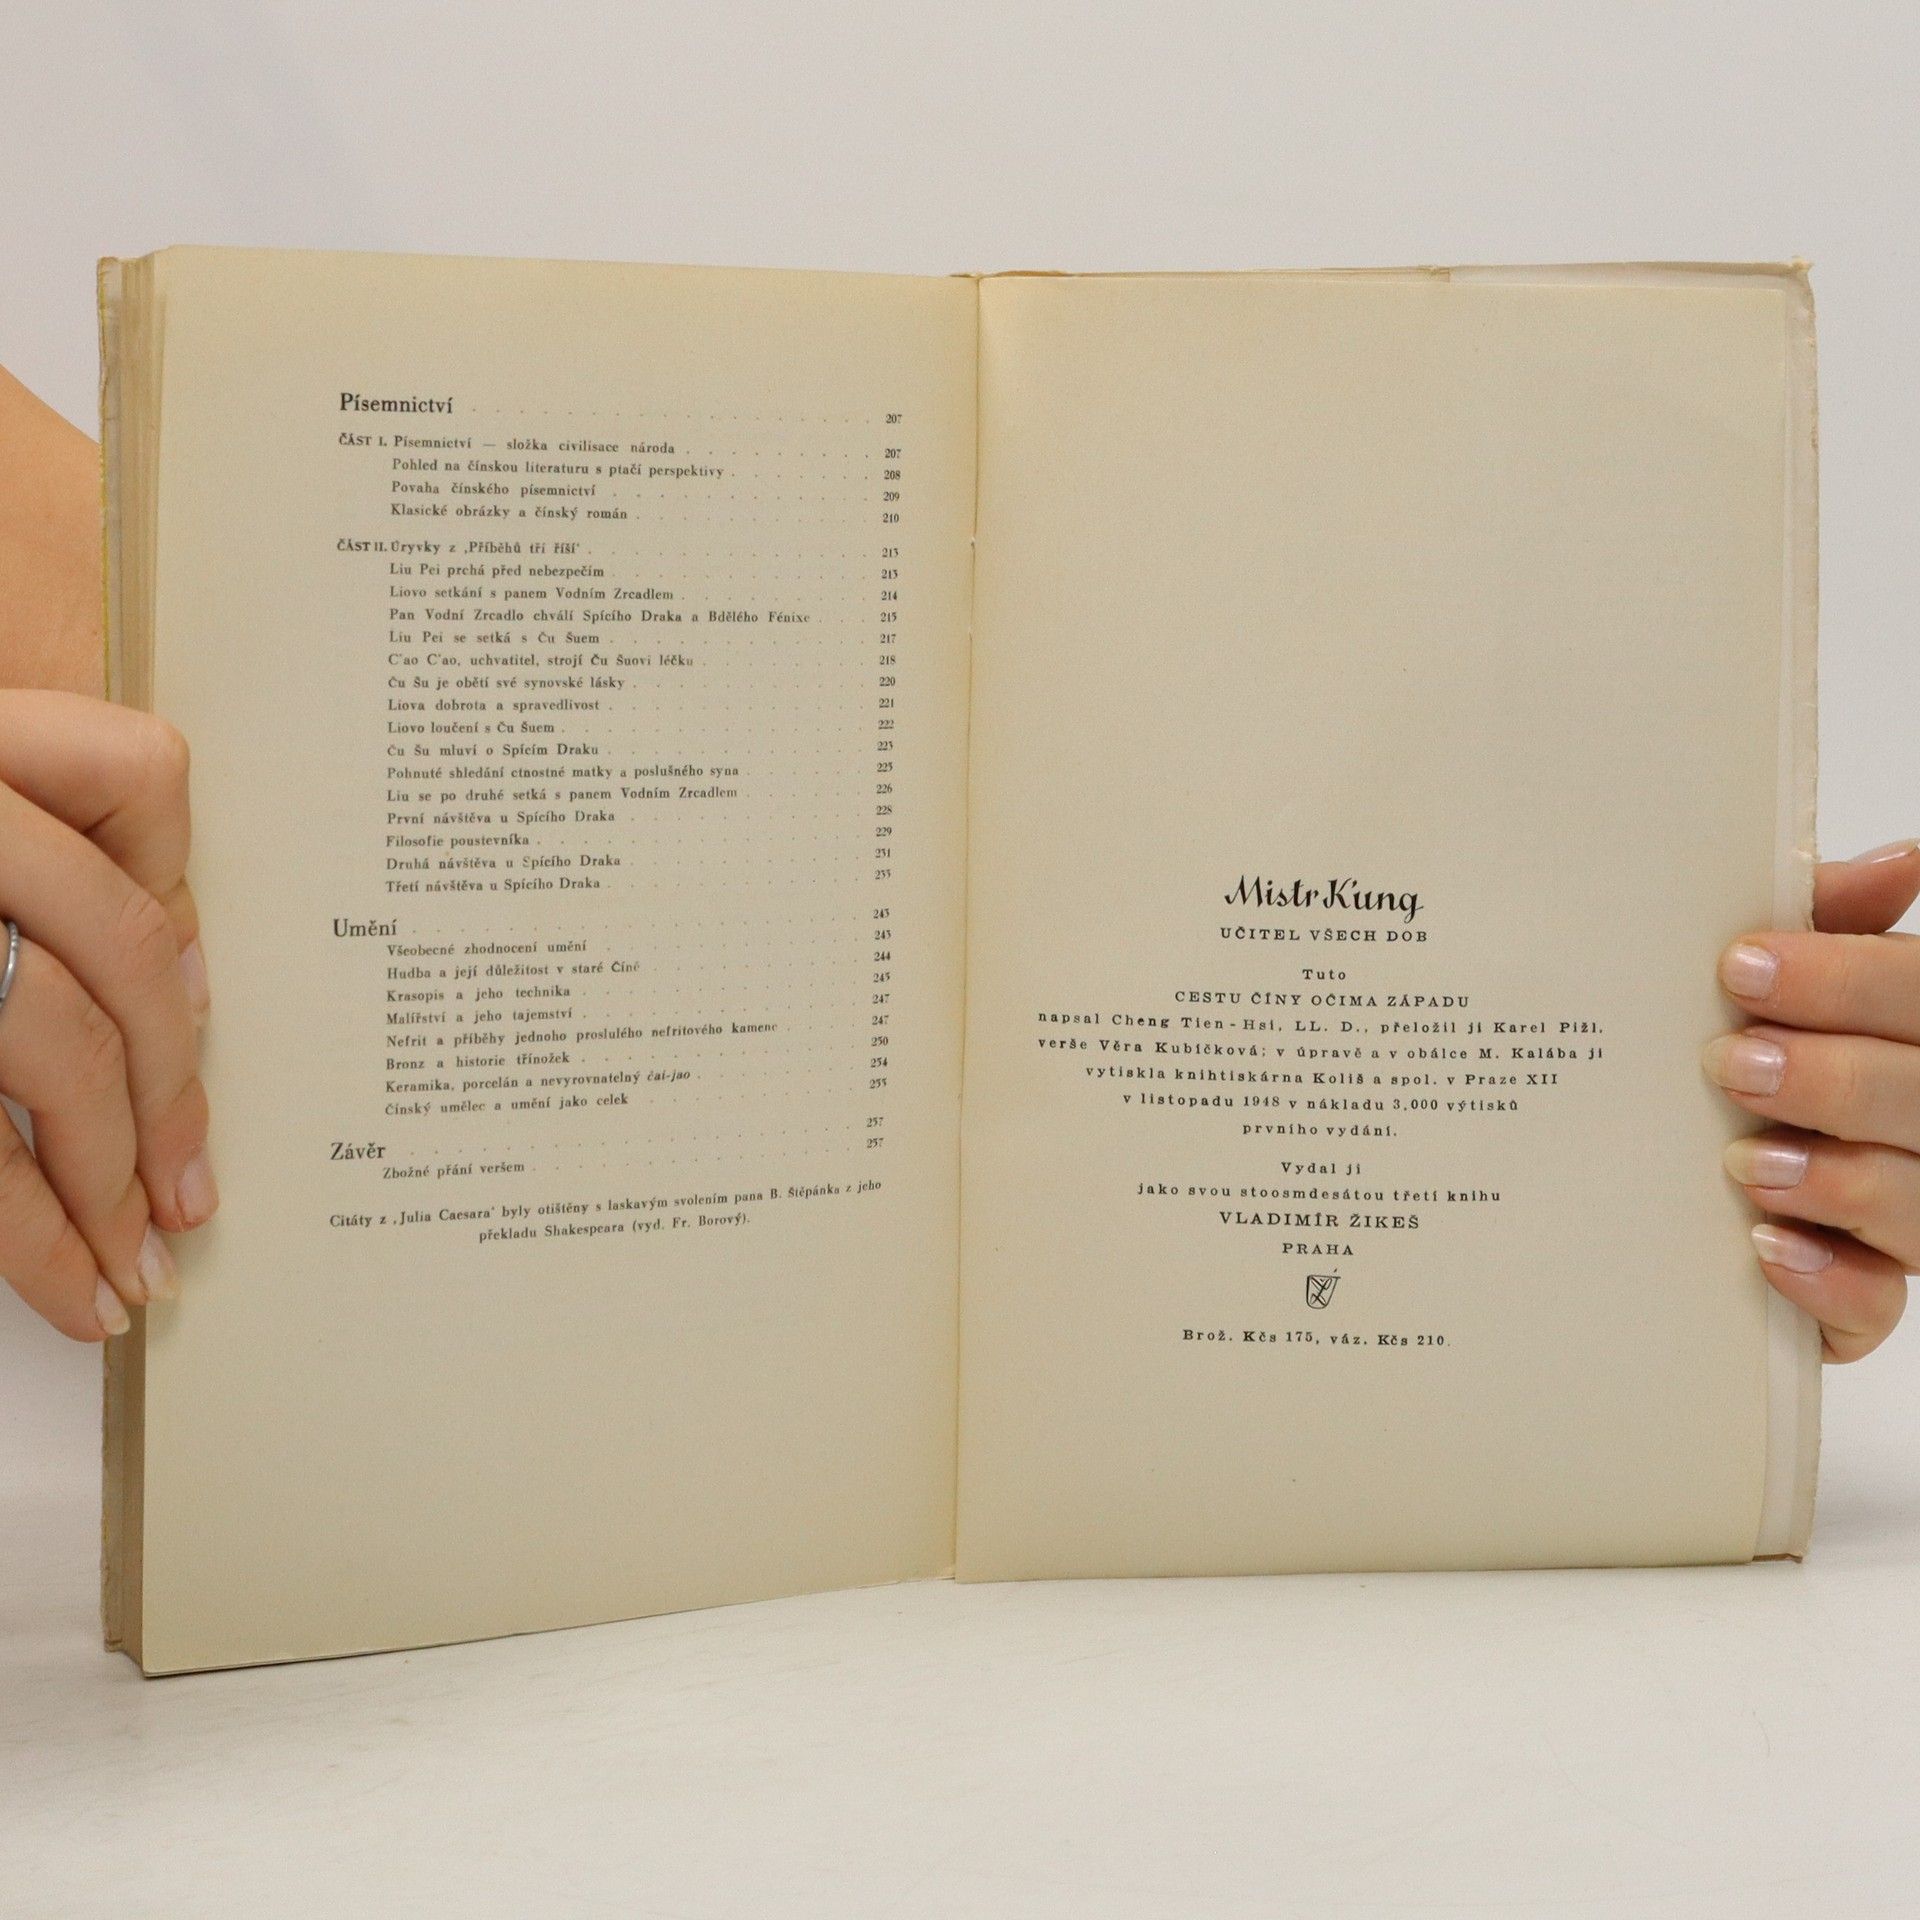 Písemnictví . . . . . . . . . . . . . 207
ČÁST I. Písemnictví — složka civilisace národa . . . . . . . . 207
Pohled na čínskou literaturu s ptačí perspektivy . . . . . . 208
Povaha čínského písemnictví . . . . . . . . . 209
Klasické obrázky a čínský román . . . . . . . . 210
ČÁST II. Úryvky z ‚Příběhů tří říší‘ . . . . . . . . . 213
Liu Pei prchá před nebezpečím . . . . . . . . 213
Liovo setkání s panem Vodním Zrcadlem . . . . . . . 214
Pan Vodní Zrcadlo chválí Spícího Draka a Bdělého Fénixe . . . 215
Liu Pei se setká s Ču Šuem . . . . . . . . 217
C‘ao C‘ao, uchvatitel, strojí Ču Šuovi léčku . . . . . . 218
Ču Šu je obětí své synovské lásky . . . . . . . 220
Liova dobrota a spravedlivost . . . . . . . . 221
Liovo loučení s Ču Šuem . . . . . . . . . 222
Ču Šu mluví o Spícím Draku . . . . . . . . 223
Pohnuté shledání ctnostné matky a poslušného syna . . . . . 225
Liu se po druhé setká s panem Vodním Zrcadlem . . . . . 226
První návštěva u Spícího Draka . . . . . . . . 228
Filosofie poustevníka . . . . . . . . . . 229
Druhá návštěva u Spícího Draka . . . . . . . . 231
Třetí návštěva u Spícího Draka . . . . . . . . 233
Umění . . . . . . . . . . . . . 243
Všeobecné zhodnocení umění . . . . . . . . 243
Hudba a její důležitost v staré Číně . . . . . . . 244
Krasopis a jeho technika . . . . . . . . . 245
Malířství a jeho tajemství . . . . . . . . . 247
Nefrit a příběhy jednoho proslulého nefritového kamene . . . 247
Bronz a historie třínožek . . . . . . . . . 250
Keramika, porcelán a nevyrovnatelný čai-jao . . . . . . 254
Čínský umělec a umění jako celek . . . . . . . 255
Závěr . . . . . . . . . . . . . 257
Zbožné přání veršem . . . . . . . . . . 257
Citáty z ‚Julia Caesara‘ byly otištěny s laskavým svolením pana B. Štěpánka z jeho
překladu Shakespeara (vyd. Fr. Borový).
Mistr K'ung
UČITEL VŠECH DOB
Tuto
CESTU ČÍNY OČIMA ZÁPADU
napsal Cheng Tien-Hsi, LL. D., přeložil ji Karel Pižl,
verše Věra Kubíčková; v úpravě a v obálce M. Kalába ji
vytiskla knihtiskárna Koliš a spol. v Praze XII
v listopadu 1948 v nákladu 3,000 výtisků
prvního vydání.
Vydal ji
jako svou stoosmdesátou třetí knihu
VLADIMÍR ŽIKEŠ
PRAHA
Brož. Kčs 175, váz. Kčs 210.